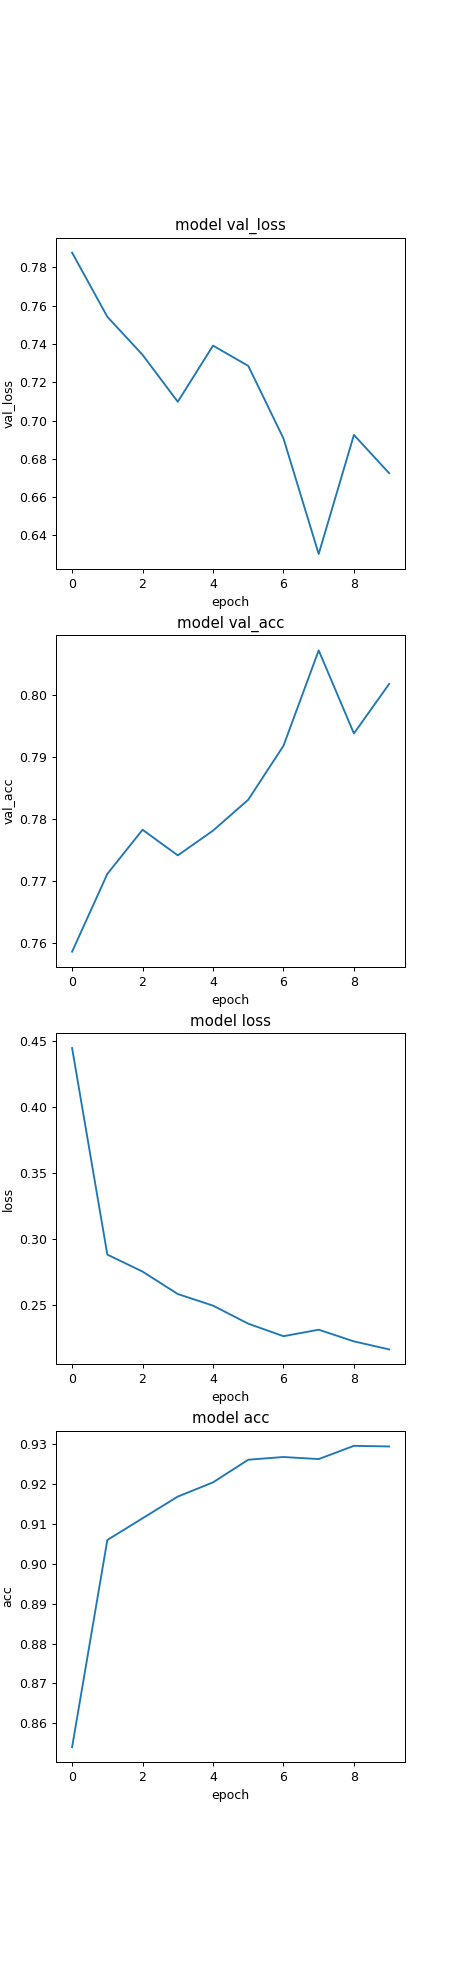 model val_loss
0.78
0.76
0.74
0.72
0.70
0.68
0.66
0.64
val_loss
0 2 4 6 8
epoch
model val_acc
0.80
0.79
0.78
0.77
0.76
val_acc
0 2 4 6 8
epoch
model loss
0.45
0.40
0.35
0.30
0.25
loss
0 2 4 6 8
epoch
model acc
0.93
0.92
0.91
0.90
0.89
0.88
0.87
0.86
acc
0 2 4 6 8
epoch